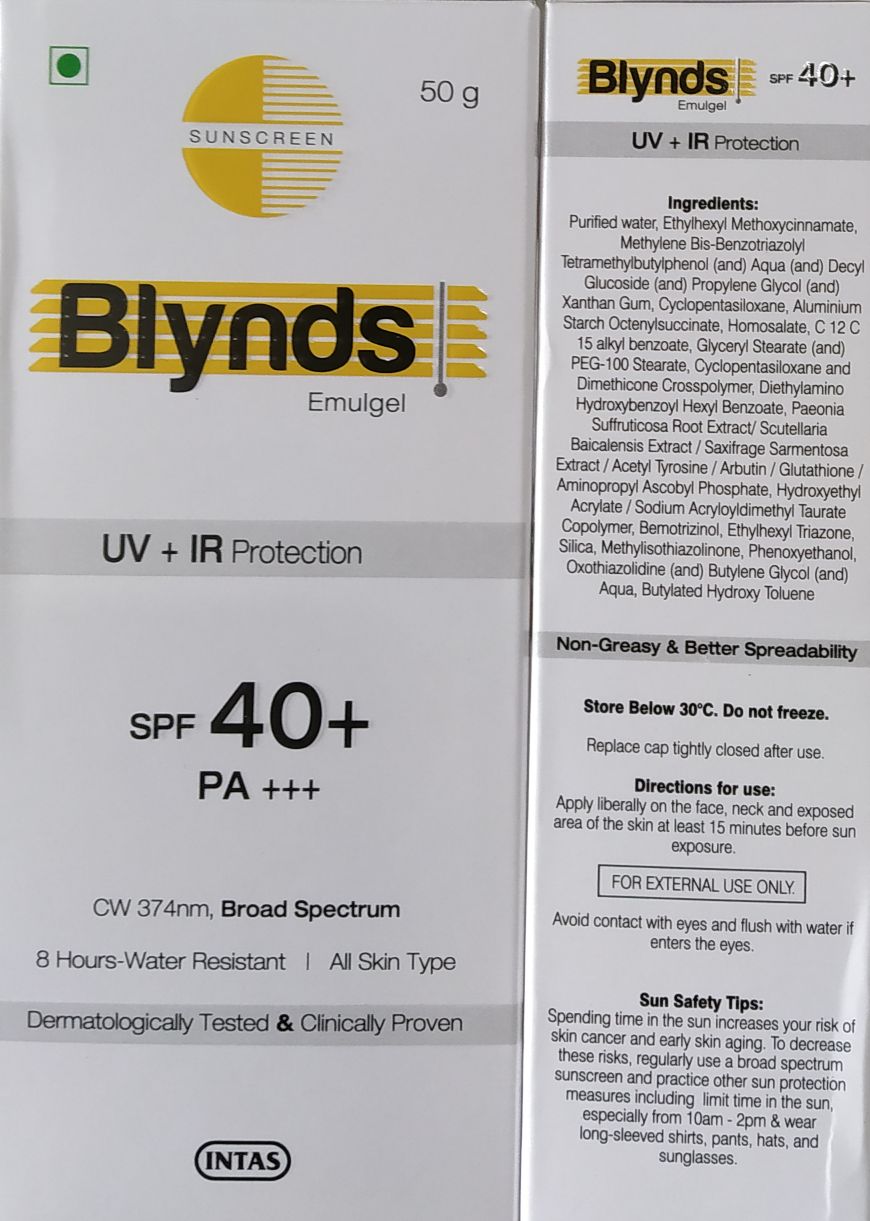 50 g
SUNSCREEN
Blynds
Emulgel
UV + IR Protection
SPF 40+
PA +++
CW 374nm, Broad Spectrum
8 Hours-Water Resistant | All Skin Type
Dermatologically Tested & Clinically Proven
INTAS
Blynds SPF 40+
Emulgel
UV + IR Protection
Ingredients:
Purified water, Ethylhexyl Methoxycinnamate,
Methylene Bis-Benzotriazolyl
Tetramethylbutylphenol (and) Aqua (and) Decyl
Glucoside (and) Propylene Glycol (and)
Xanthan Gum, Cyclopentasiloxane, Aluminium
Starch Octenylsuccinate, Homosalate, C 12 C
15 alkyl benzoate, Glyceryl Stearate (and)
PEG-100 Stearate, Cyclopentasiloxane and
Dimethicone Crosspolymer, Diethylamino
Hydroxybenzoyl Hexyl Benzoate, Paeonia
Suffruticosa Root Extract/ Scutellaria
Baicalensis Extract / Saxifrage Sarmentosa
Extract / Acetyl Tyrosine / Arbutin / Glutathione /
Aminopropyl Ascobyl Phosphate, Hydroxyethyl
Acrylate / Sodium Acryloyldimethyl Taurate
Copolymer, Bemotrizinol, Ethylhexyl Triazone,
Silica, Methylisothiazolinone, Phenoxyethanol,
Oxothiazolidine (and) Butylene Glycol (and)
Aqua, Butylated Hydroxy Toluene
Non-Greasy & Better Spreadability
Store Below 30°C. Do not freeze.
Replace cap tightly closed after use.
Directions for use:
Apply liberally on the face, neck and exposed
area of the skin at least 15 minutes before sun
exposure.
FOR EXTERNAL USE ONLY.
Avoid contact with eyes and flush with water if
enters the eyes.
Sun Safety Tips:
Spending time in the sun increases your risk of
skin cancer and early skin aging. To decrease
these risks, regularly use a broad spectrum
sunscreen and practice other sun protection
measures including limit time in the sun,
especially from 10am - 2pm & wear
long-sleeved shirts, pants, hats, and
sunglasses.